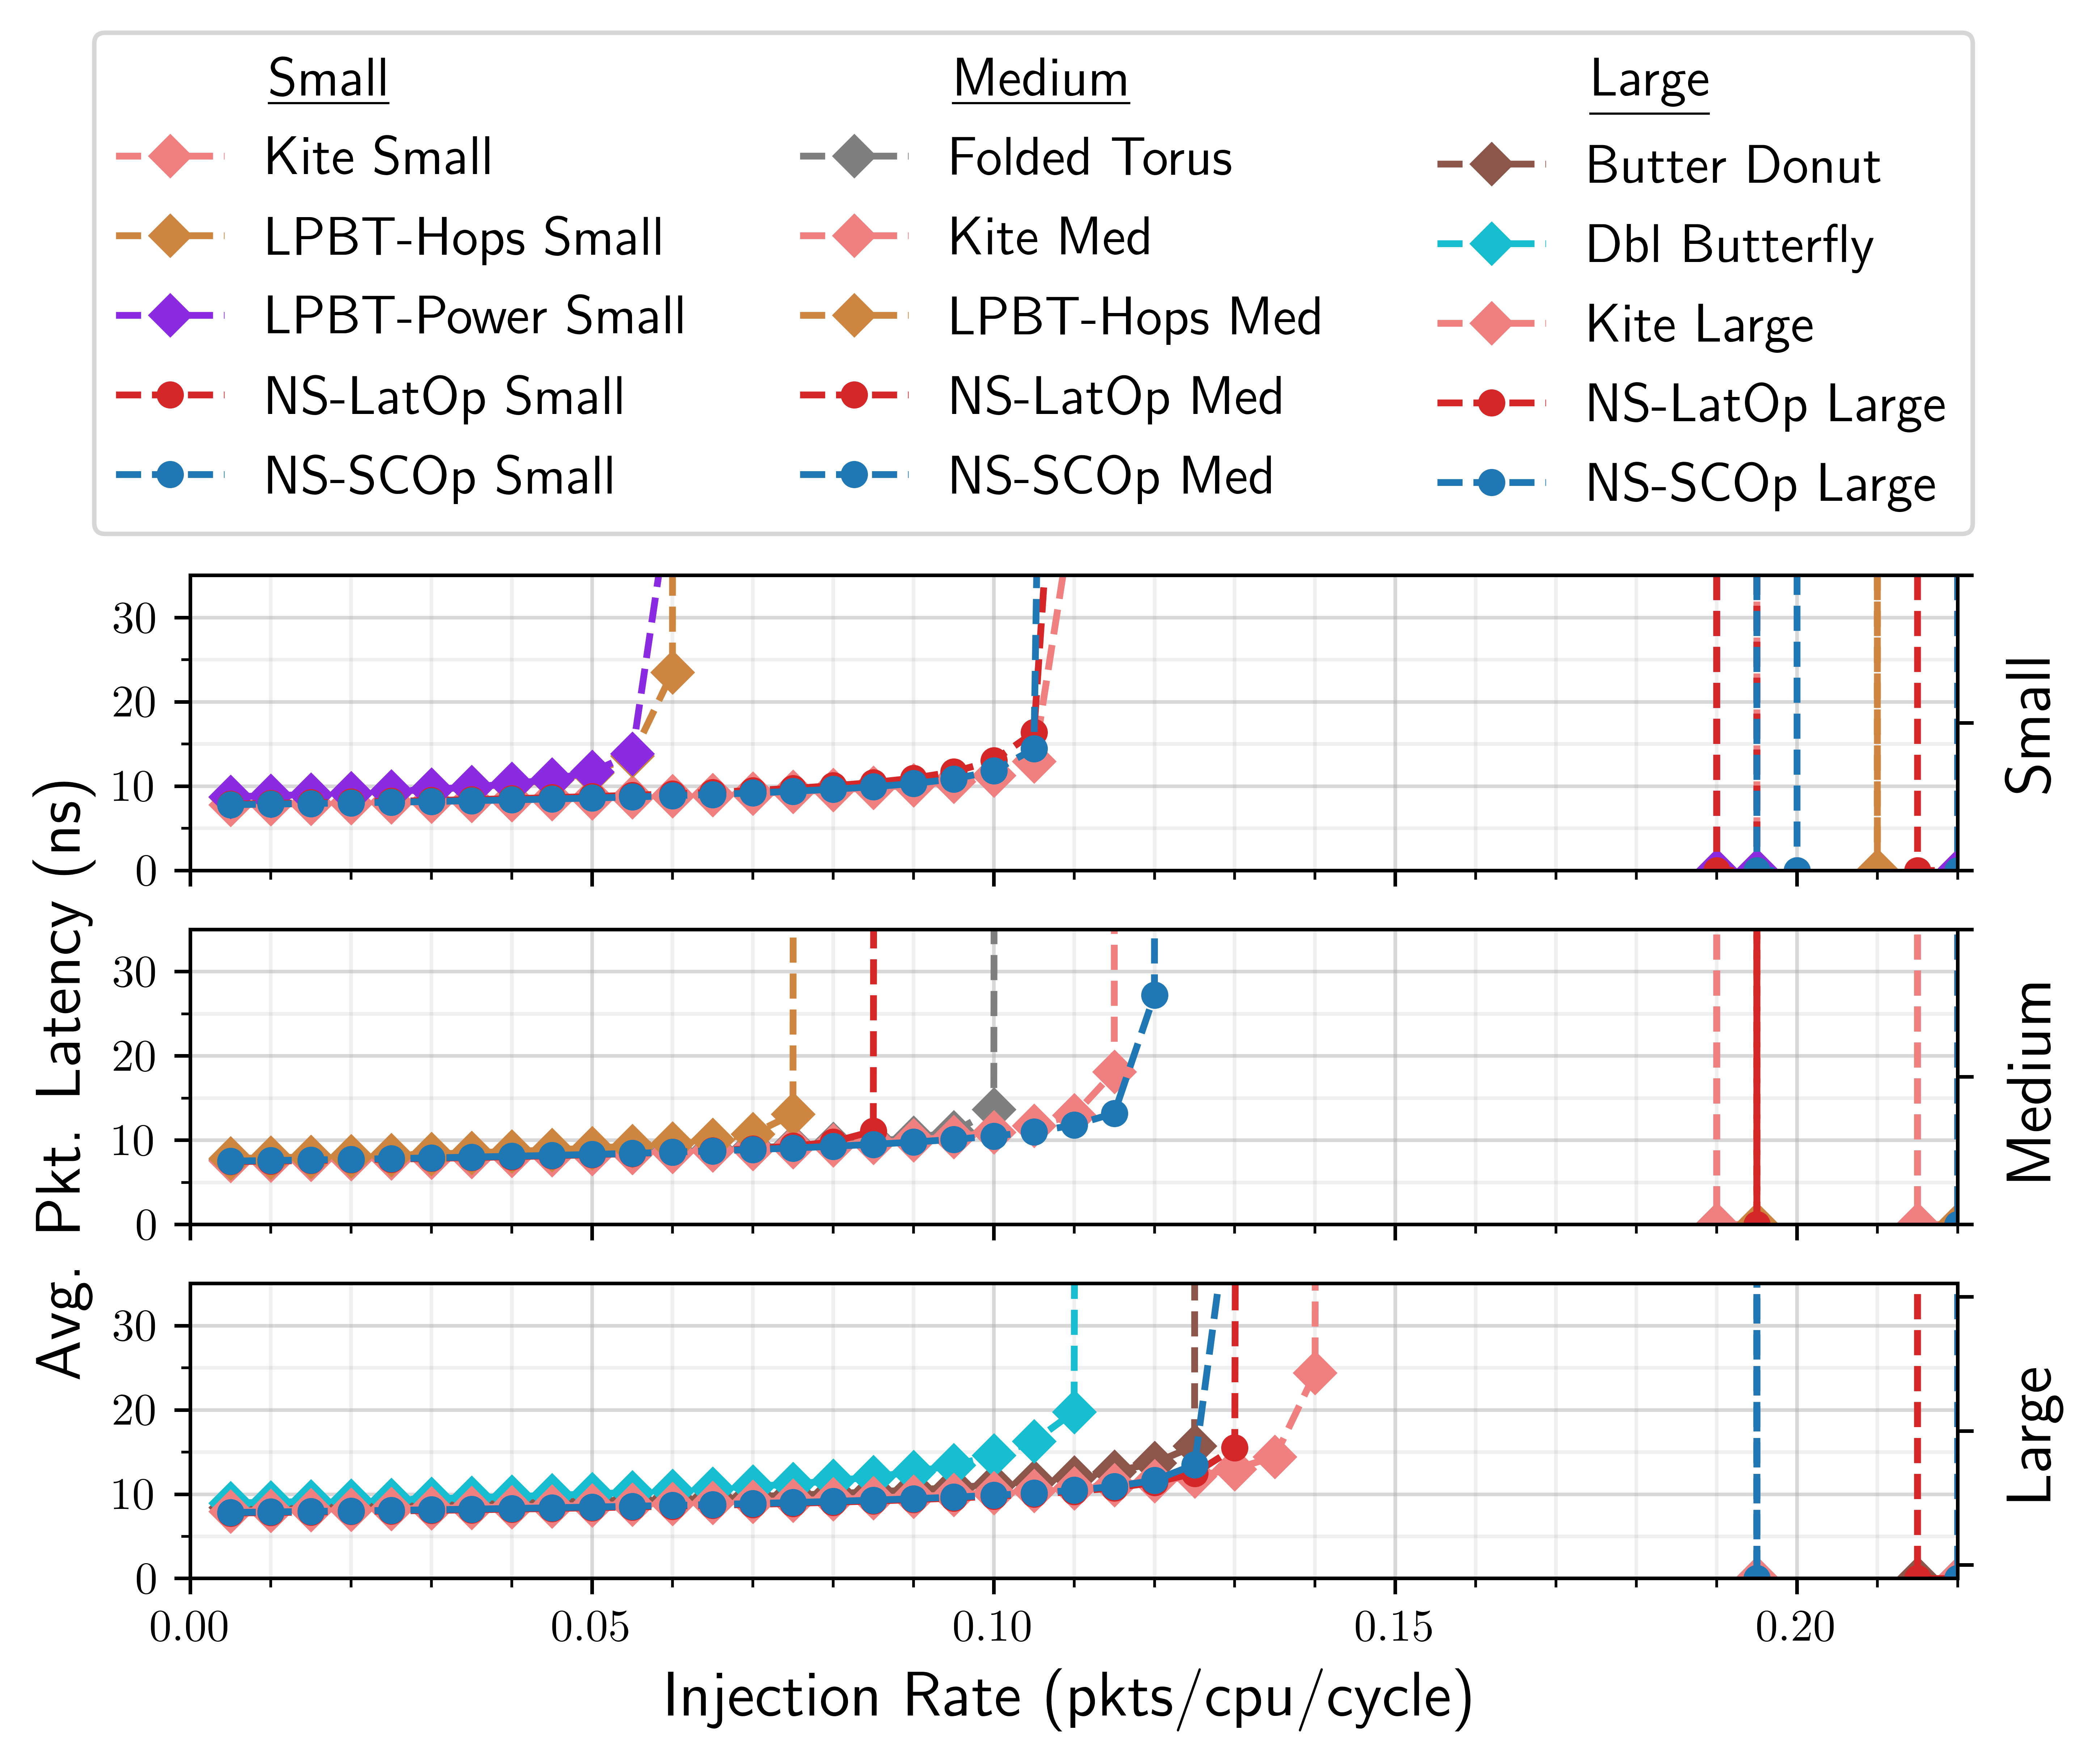 Small
Kite Small
LPBT-Hops Small
LPBT-Power Small
NS-LatOp Small
NS-SCOp Small
Medium
Folded Torus
Kite Med
LPBT-Hops Med
NS-LatOp Med
NS-SCOp Med
Large
Butter Donut
Dbl Butterfly
Kite Large
NS-LatOp Large
NS-SCOp Large
Avg. Pkt. Latency (ns)
30
20
10
0
Small
30
20
10
0
Medium
30
20
10
0
Large
0.00 0.05 0.10 0.15 0.20
Injection Rate (pkts/cpu/cycle)